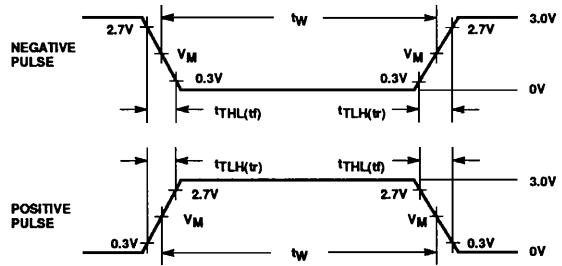 tW
3.0V
2.7V
2.7V
NEGATIVE
PULSE
VM
VM
0.3V
0.3V
0V
tTHL(tf)
tTLH(tr)
tTLH(tr)
tTHL(tf)
2.7V
2.7V
3.0V
POSITIVE
PULSE
VM
VM
0.3V
0.3V
tW
0V